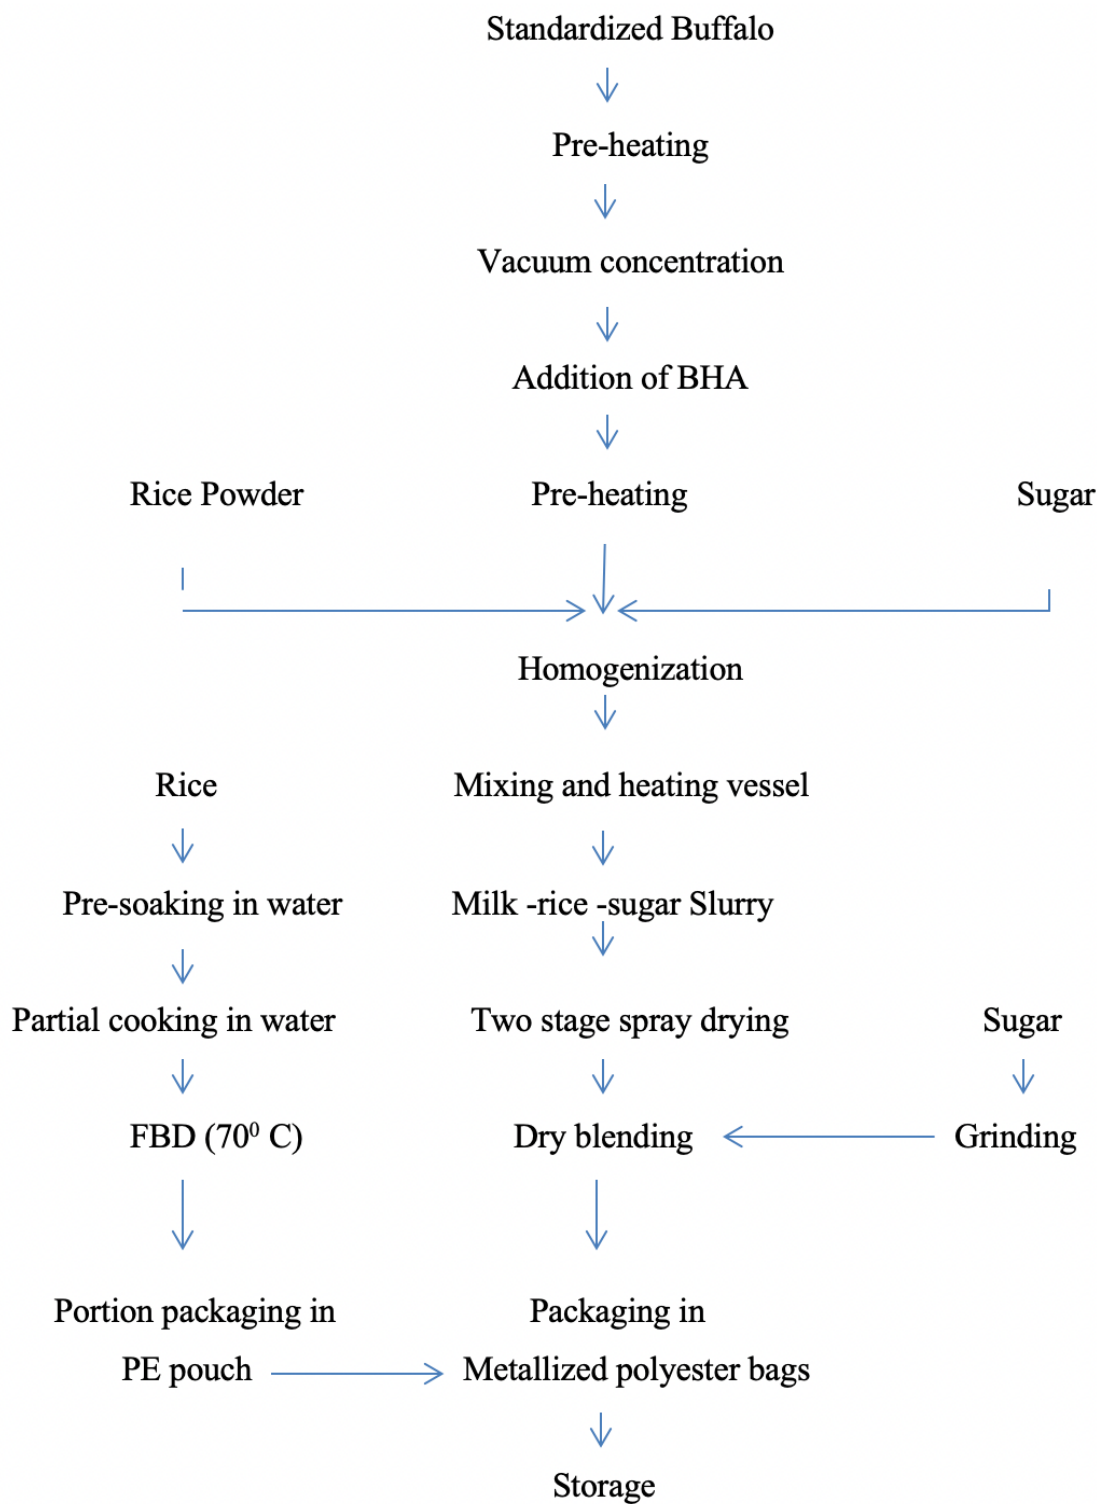 Standardized Buffalo
Pre-heating
Vacuum concentration
Addition of BHA
Rice Powder Pre-heating Sugar
Homogenization
Rice Mixing and heating vessel
Pre-soaking in water Milk -rice -sugar Slurry
Partial cooking in water Two stage spray drying Sugar
FBD (70⁰ C) Dry blending Grinding
Portion packaging in Packaging in
PE pouch Metallized polyester bags
Storage